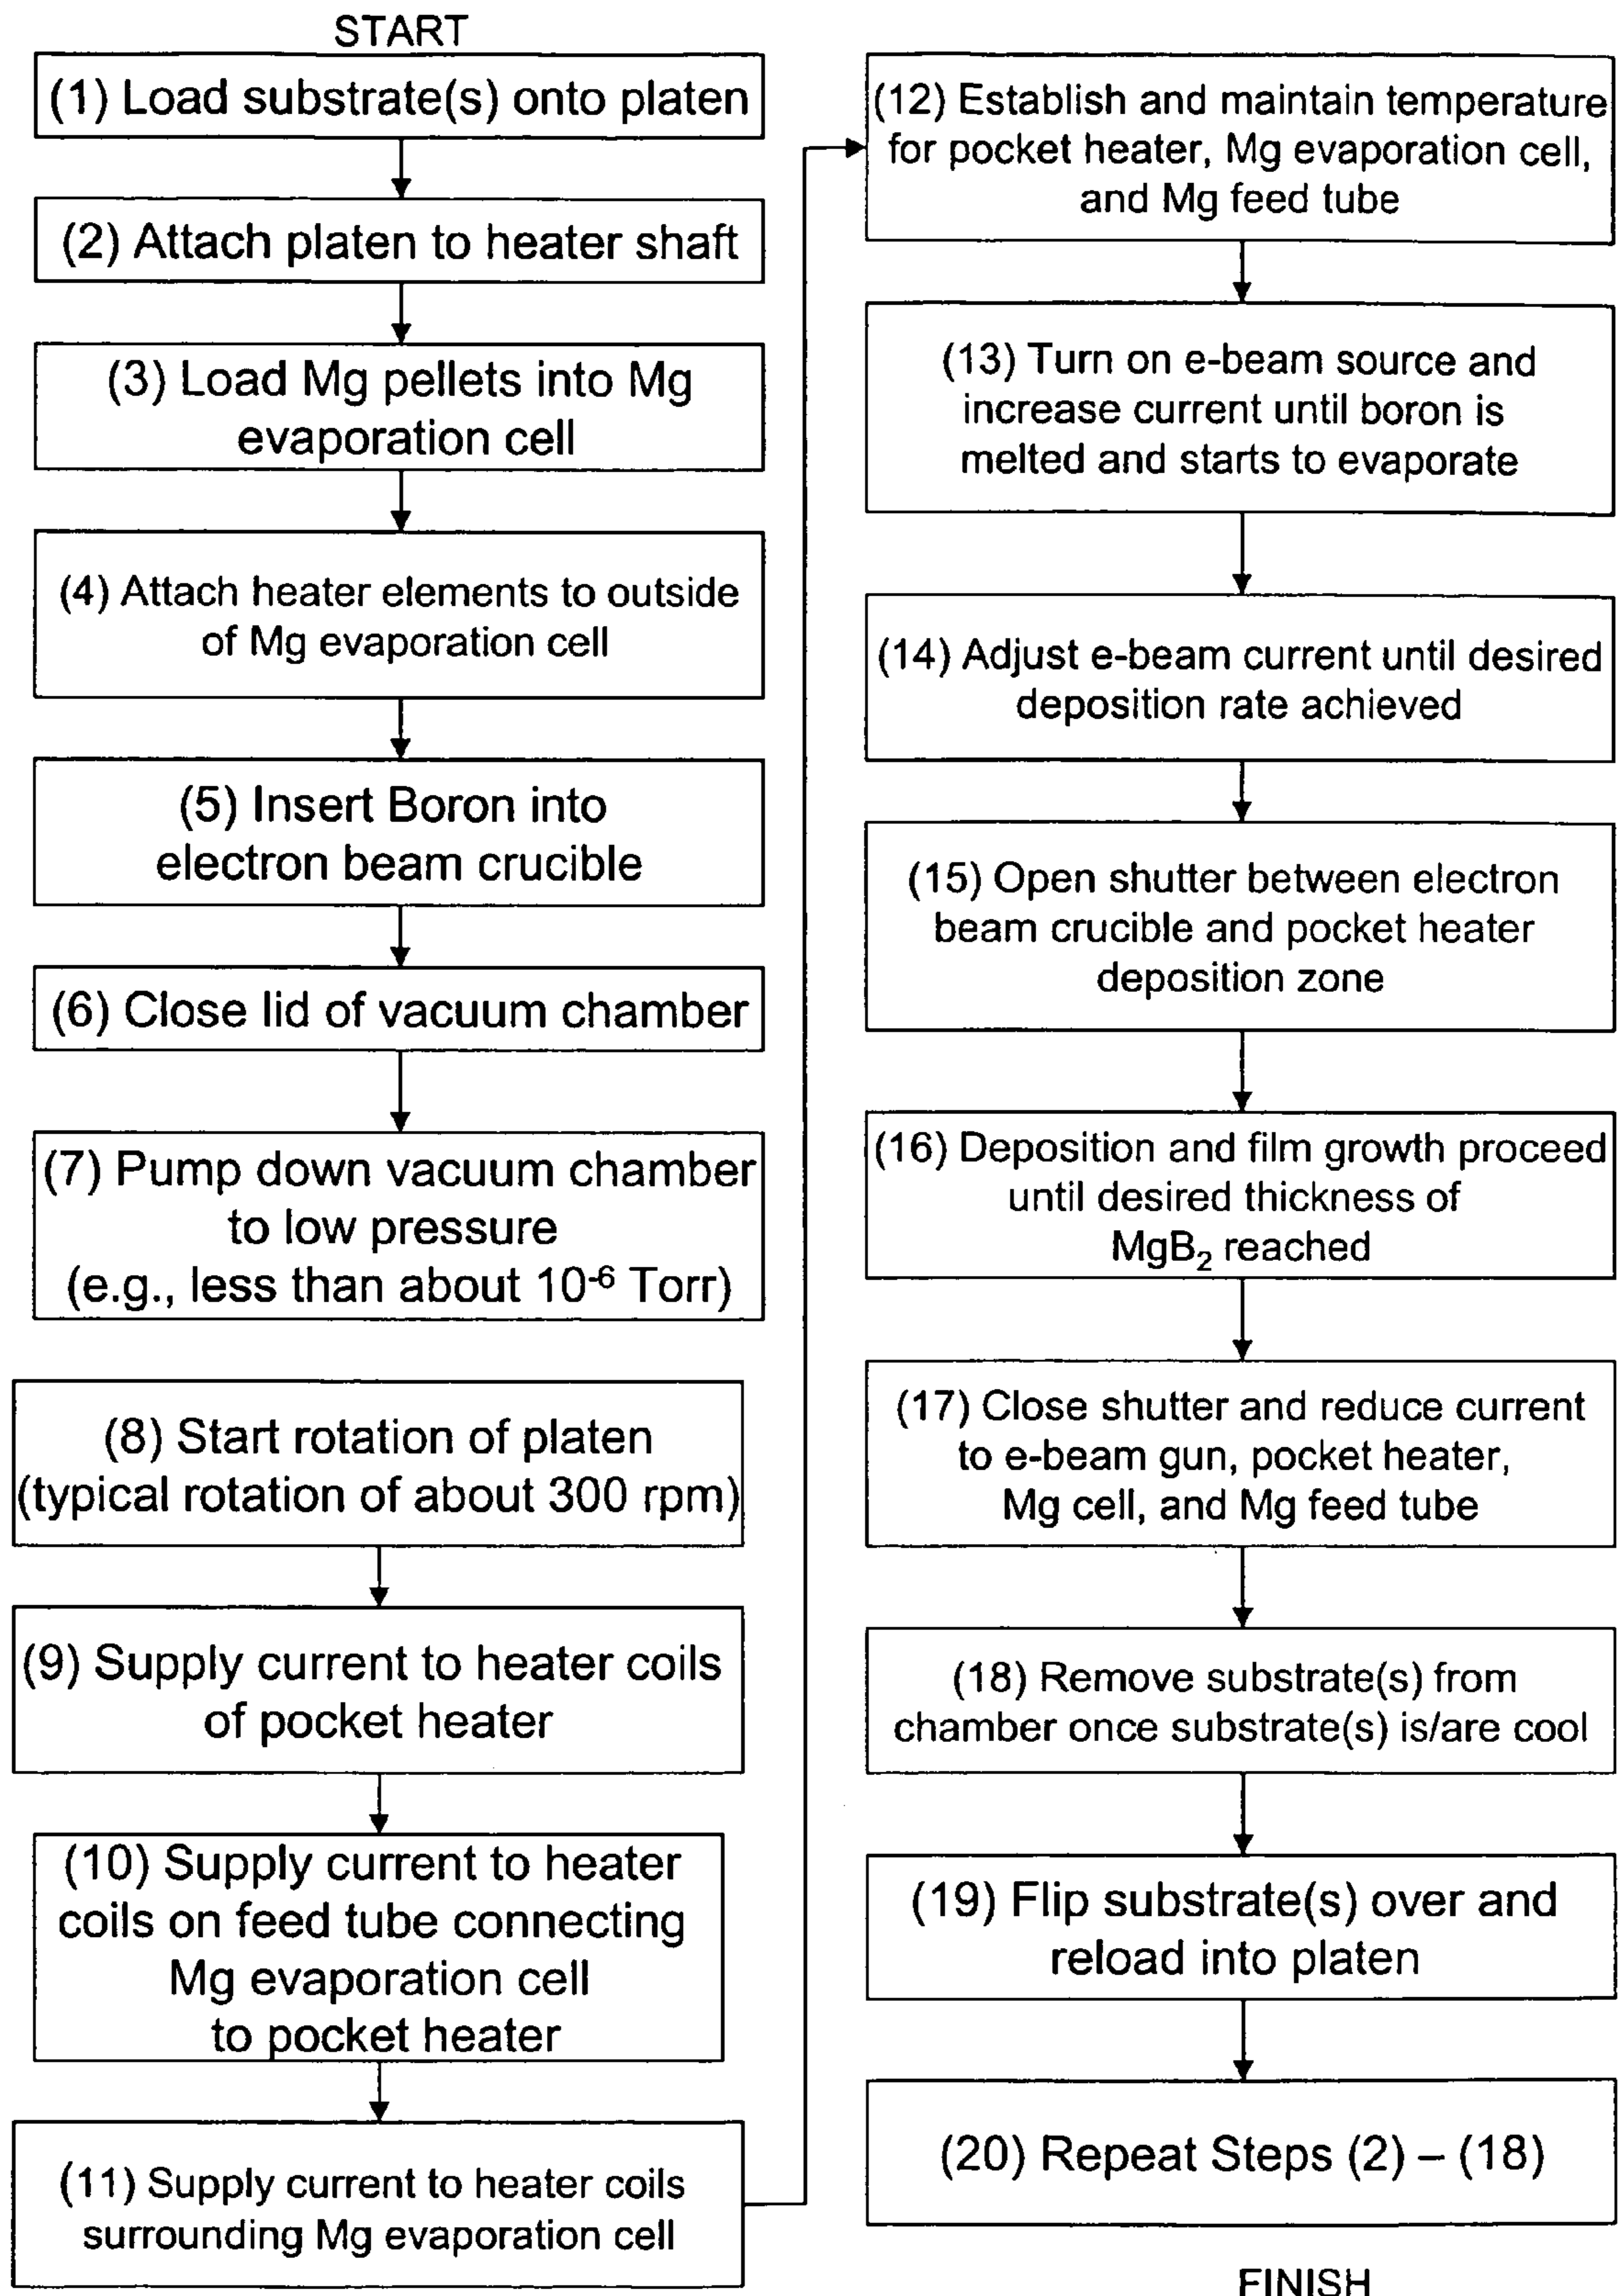 START
(1) Load substrate(s) onto platen
(2) Attach platen to heater shaft
(3) Load Mg pellets into Mg
evaporation cell
(4) Attach heater elements to outside
of Mg evaporation cell
(5) Insert Boron into
electron beam crucible
(6) Close lid of vacuum chamber
(7) Pump down vacuum chamber
to low pressure
(e.g., less than about 10⁻⁶ Torr)
(8) Start rotation of platen
(typical rotation of about 300 rpm)
(9) Supply current to heater coils
of pocket heater
(10) Supply current to heater
coils on feed tube connecting
Mg evaporation cell
to pocket heater
(11) Supply current to heater coils
surrounding Mg evaporation cell
(12) Establish and maintain temperature
for pocket heater, Mg evaporation cell,
and Mg feed tube
(13) Turn on e-beam source and
increase current until boron is
melted and starts to evaporate
(14) Adjust e-beam current until desired
deposition rate achieved
(15) Open shutter between electron
beam crucible and pocket heater
deposition zone
(16) Deposition and film growth proceed
until desired thickness of
MgB₂ reached
(17) Close shutter and reduce current
to e-beam gun, pocket heater,
Mg cell, and Mg feed tube
(18) Remove substrate(s) from
chamber once substrate(s) is/are cool
(19) Flip substrate(s) over and
reload into platen
(20) Repeat Steps (2) – (18)
FINISH